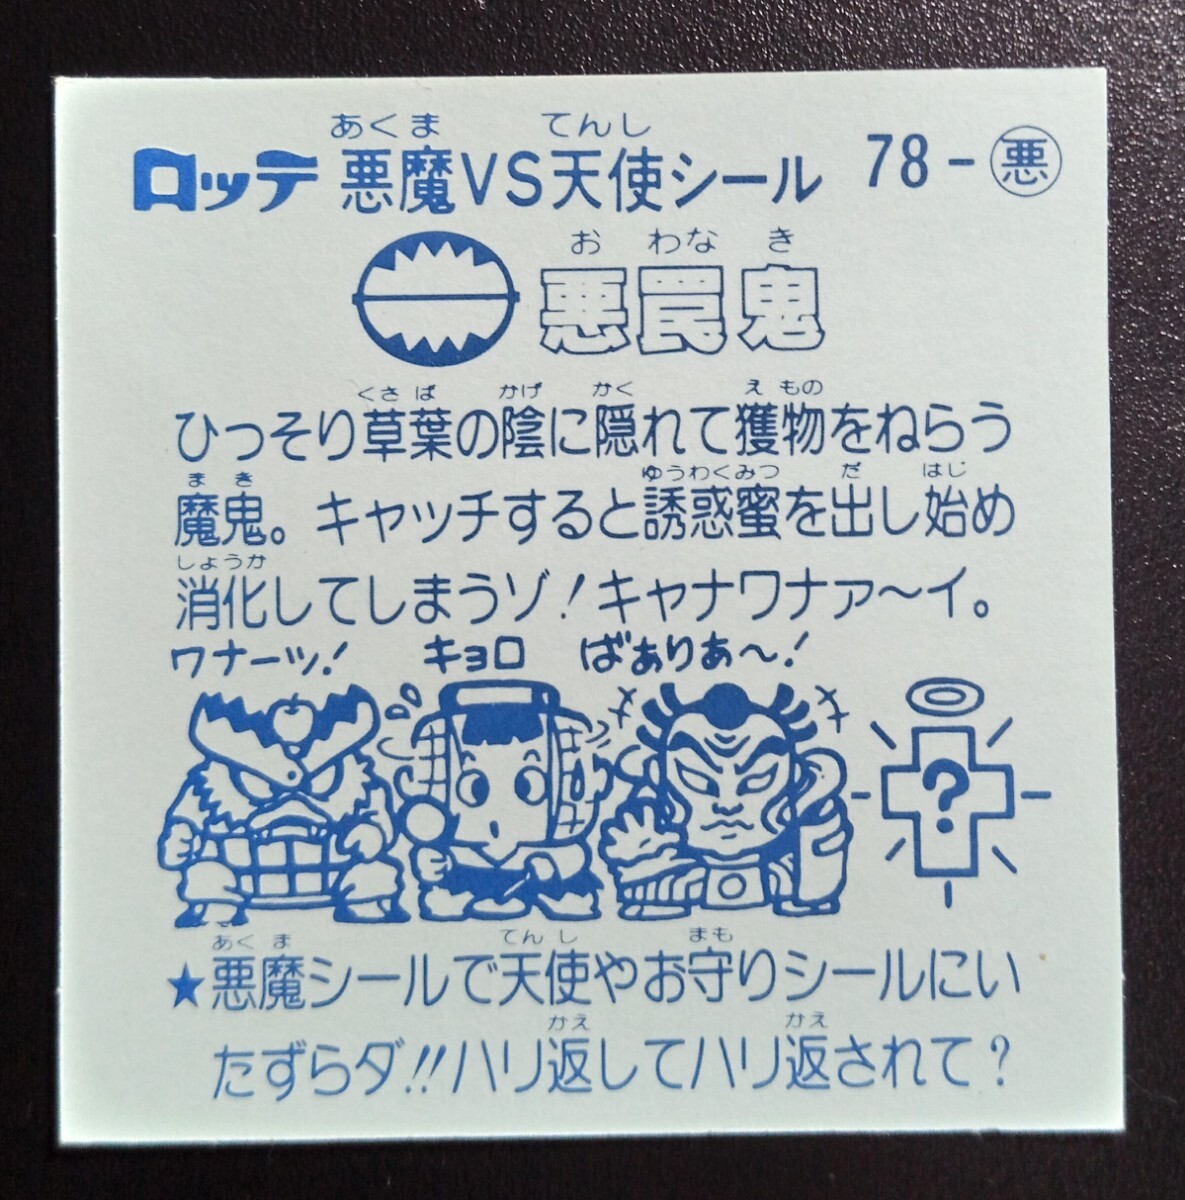 あくま てんし
ロッテ 悪魔VS天使シール 78-悪
お わな き
悪罠鬼
くさ ば かげ かく え もの
ひっそり草葉の陰に隠れて獲物をねらう
ま き ゆうわくみつ だ はじ
魔鬼。キャッチすると誘惑蜜を出し始め
しょうか
消化してしまうゾ!キャナワナァ〜イ。
ワナーッ! キョロ ばぁりあ〜!
?
あく ま てん し まも
★悪魔シールで天使やお守りシールにい
かえ かえ
たずらダ!!ハリ返してハリ返されて?